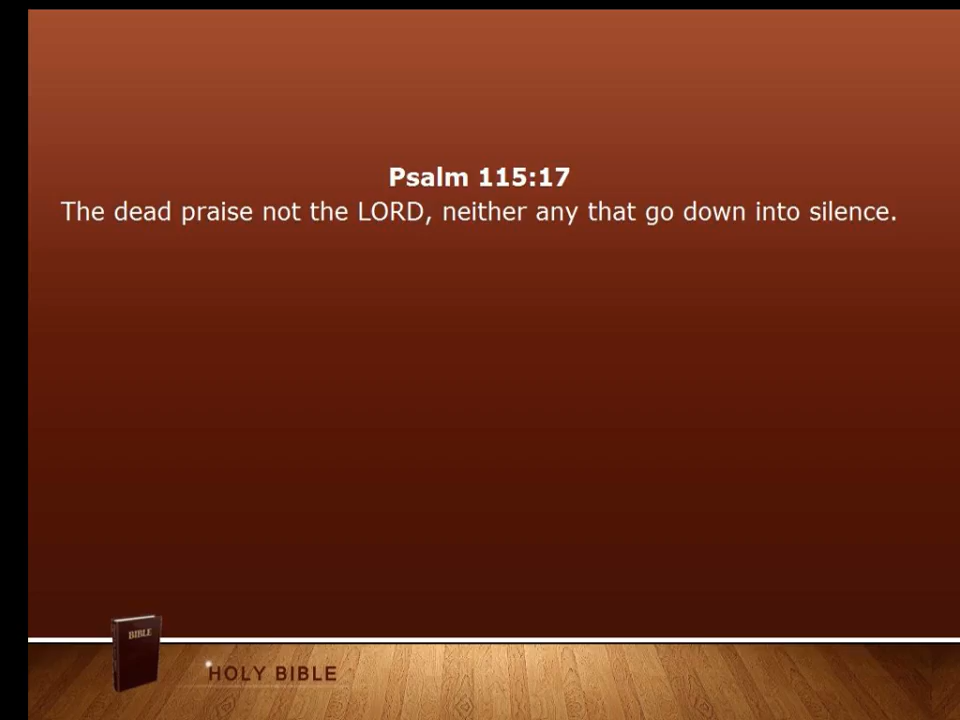 Psalm 115:17
The dead praise not the LORD, neither any that go down into silence.
BIBLE
HOLY BIBLE